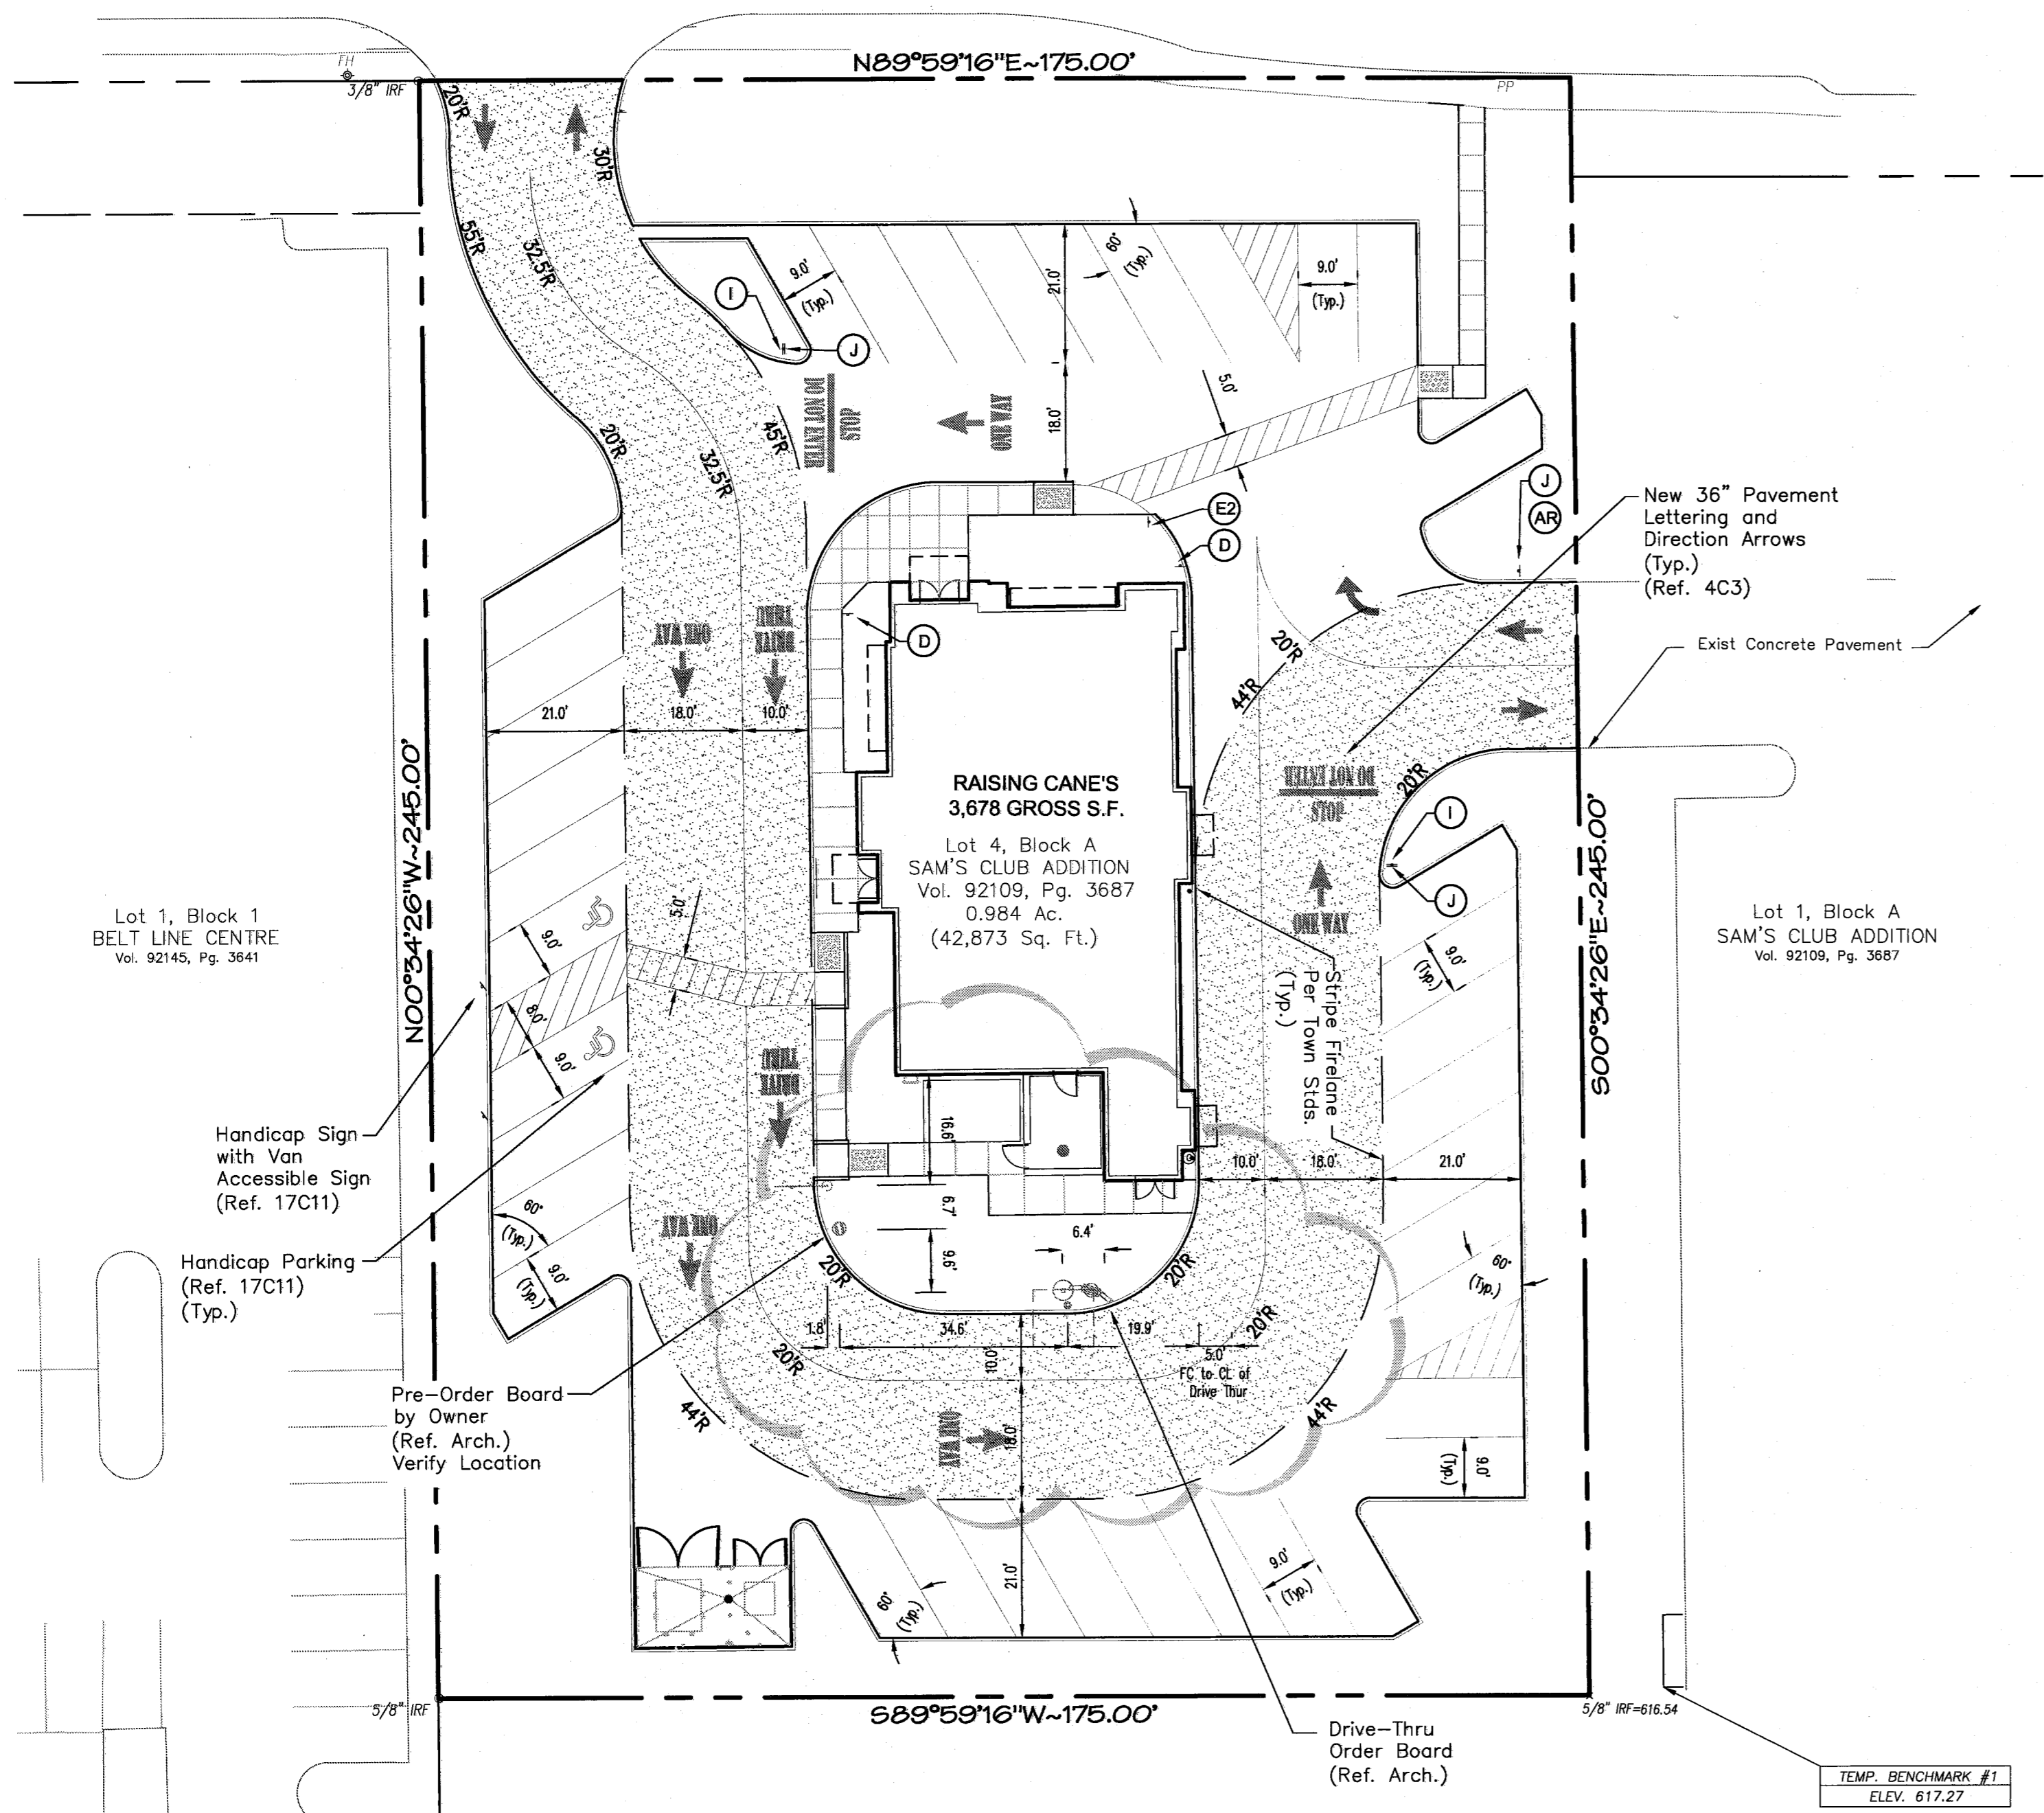 N89°59'16"E~175.00'
FH
3/8" IRF
PP
20'R
30'R
55'R
32.5'R
I
J
9.0'
(Typ.)
21.0'
60°
(Typ.)
9.0'
(Typ.)
DO NOT ENTER
STOP
ONE WAY
18.0'
5.0'
45'R
20'R
32.5'R
E2
D
J
AR
New 36" Pavement
Lettering and
Direction Arrows
(Typ.)
(Ref. 4C3)
Exist Concrete Pavement
ONE WAY
DRIVE
THRU
D
20'R
44'R
21.0'
18.0'
10.0'
RAISING CANE'S
3,678 GROSS S.F.
Lot 4, Block A
SAM'S CLUB ADDITION
Vol. 92109, Pg. 3687
0.984 Ac.
(42,873 Sq. Ft.)
DO NOT ENTER
STOP
20'R
I
J
ONE WAY
N00°34'26"W~245.00'
S00°34'26"E~245.00'
Lot 1, Block 1
BELT LINE CENTRE
Vol. 92145, Pg. 3641
Lot 1, Block A
SAM'S CLUB ADDITION
Vol. 92109, Pg. 3687
5.0'
9.0'
8.0'
9.0'
9.0'
(Typ.)
Stripe Firelane
Per Town Stds.
(Typ.)
Handicap Sign
with Van
Accessible Sign
(Ref. 17C11)
Handicap Parking
(Ref. 17C11)
(Typ.)
DRIVE
THRU
16.6'
6.7'
9.6'
6.4'
10.0'
18.0'
21.0'
60°
(Typ.)
9.0'
(Typ.)
ONE WAY
20'R
20'R
60°
(Typ.)
1.8'
34.6'
19.9'
20'R
20'R
10.0'
5.0'
FC to CL of
Drive Thur
Pre-Order Board
by Owner
(Ref. Arch.)
Verify Location
44'R
ONE WAY
18.0'
44'R
9.0'
(Typ.)
21.0'
60°
(Typ.)
9.0'
(Typ.)
5/8" IRF
S89°59'16"W~175.00'
5/8" IRF=616.54
Drive-Thru
Order Board
(Ref. Arch.)
TEMP. BENCHMARK #1
ELEV. 617.27